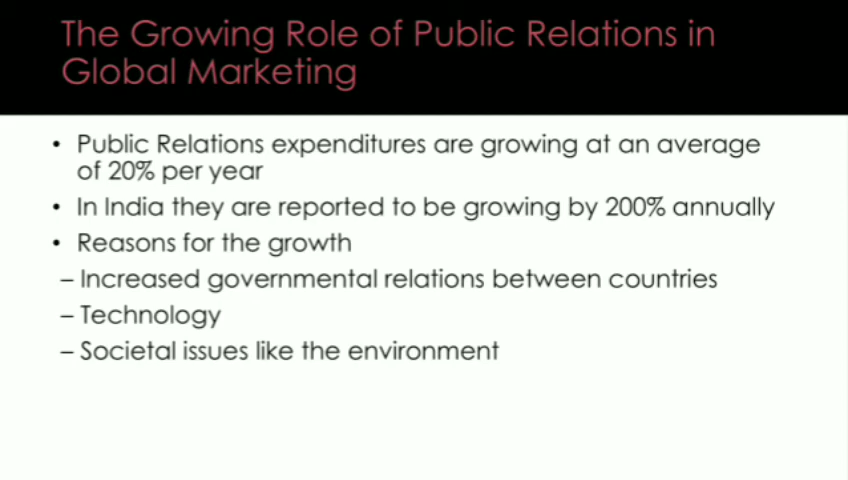 The Growing Role of Public Relations in
Global Marketing
• Public Relations expenditures are growing at an average
of 20% per year
• In India they are reported to be growing by 200% annually
• Reasons for the growth
– Increased governmental relations between countries
– Technology
– Societal issues like the environment